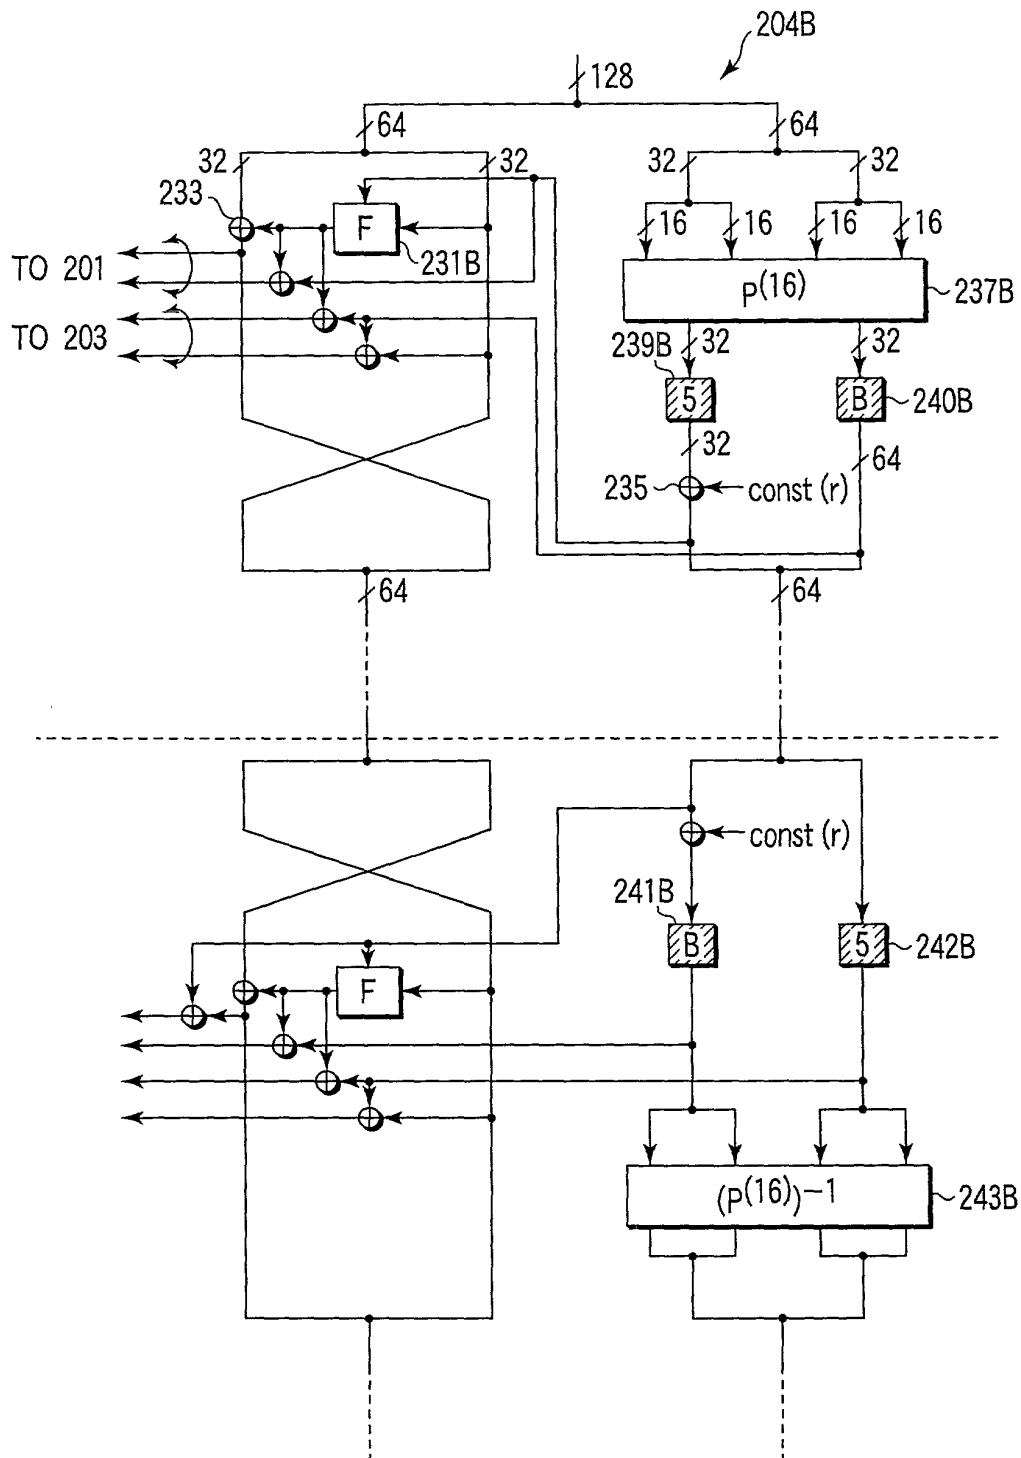 204B
128
64
64
32
32
32
32
233
F
231B
16
16
16
16
TO 201
P(16)
237B
TO 203
239B
32
32
5
B
240B
32
64
235
const (r)
64
64
const (r)
241B
B
5
242B
F
(P(16))-1
243B